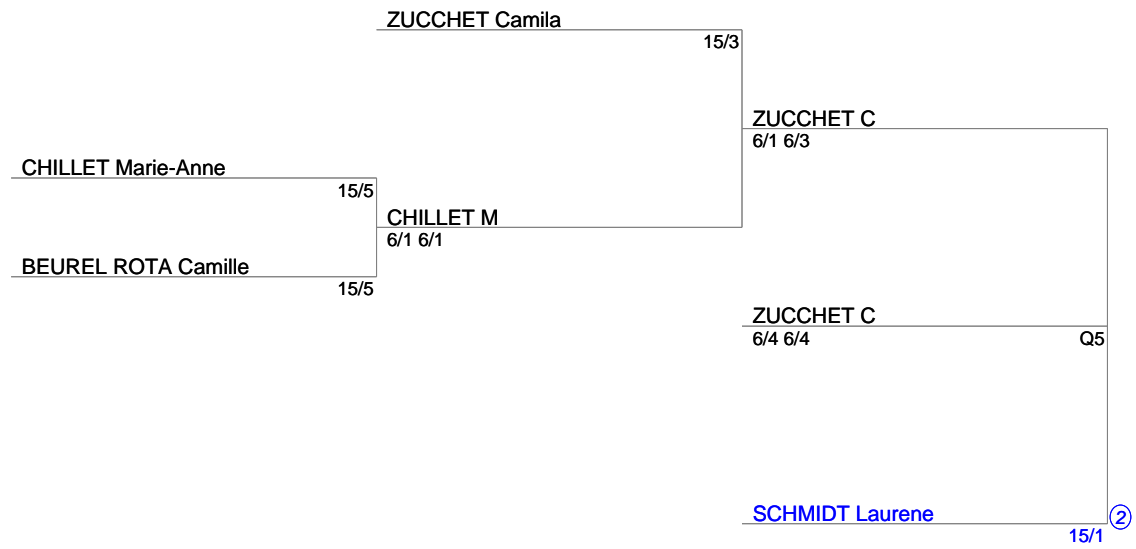 ZUCCHET Camila
15/3
ZUCCHET C
6/1 6/3
CHILLET Marie-Anne
15/5
CHILLET M
6/1 6/1
BEUREL ROTA Camille
15/5
ZUCCHET C
6/4 6/4 Q5
SCHMIDT Laurene 2
15/1